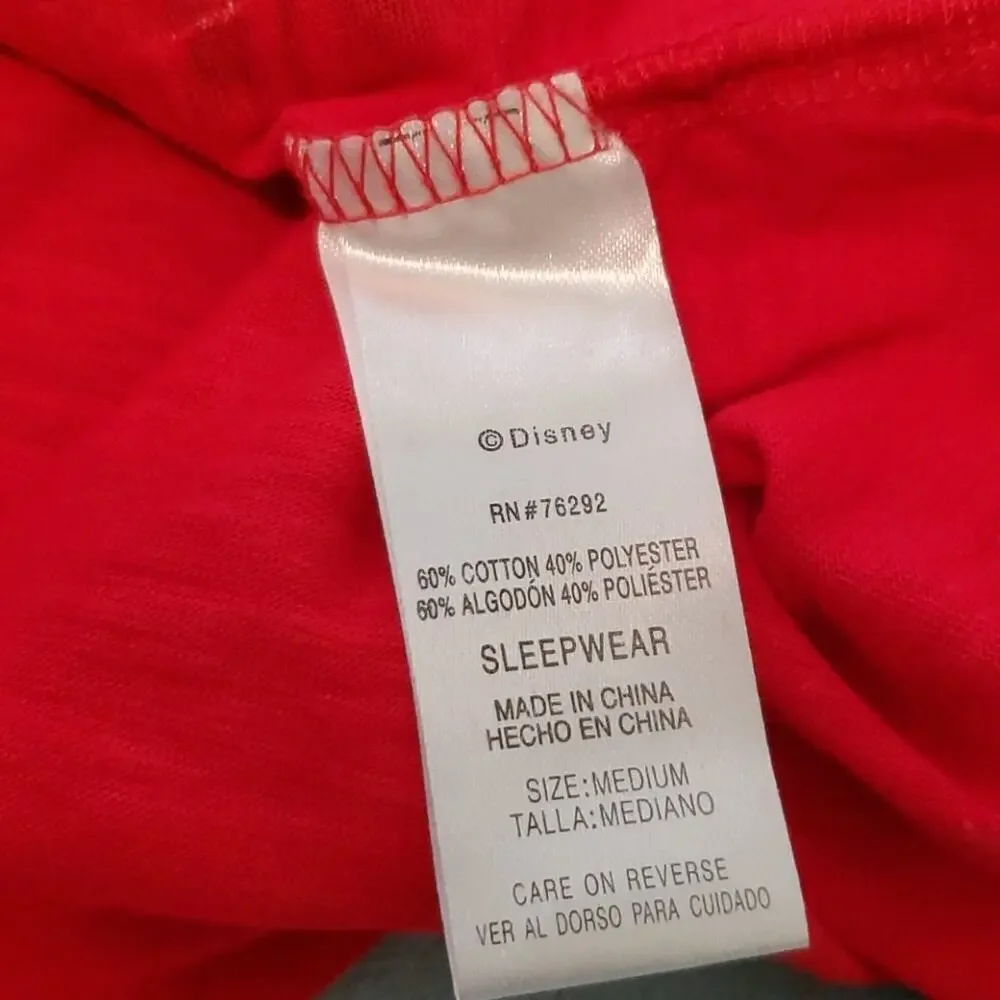 ©Disney
RN#76292
60% COTTON 40% POLYESTER
60% ALGODÓN 40% POLIÉSTER
SLEEPWEAR
MADE IN CHINA
HECHO EN CHINA
SIZE:MEDIUM
TALLA:MEDIANO
CARE ON REVERSE
VER AL DORSO PARA CUIDADO